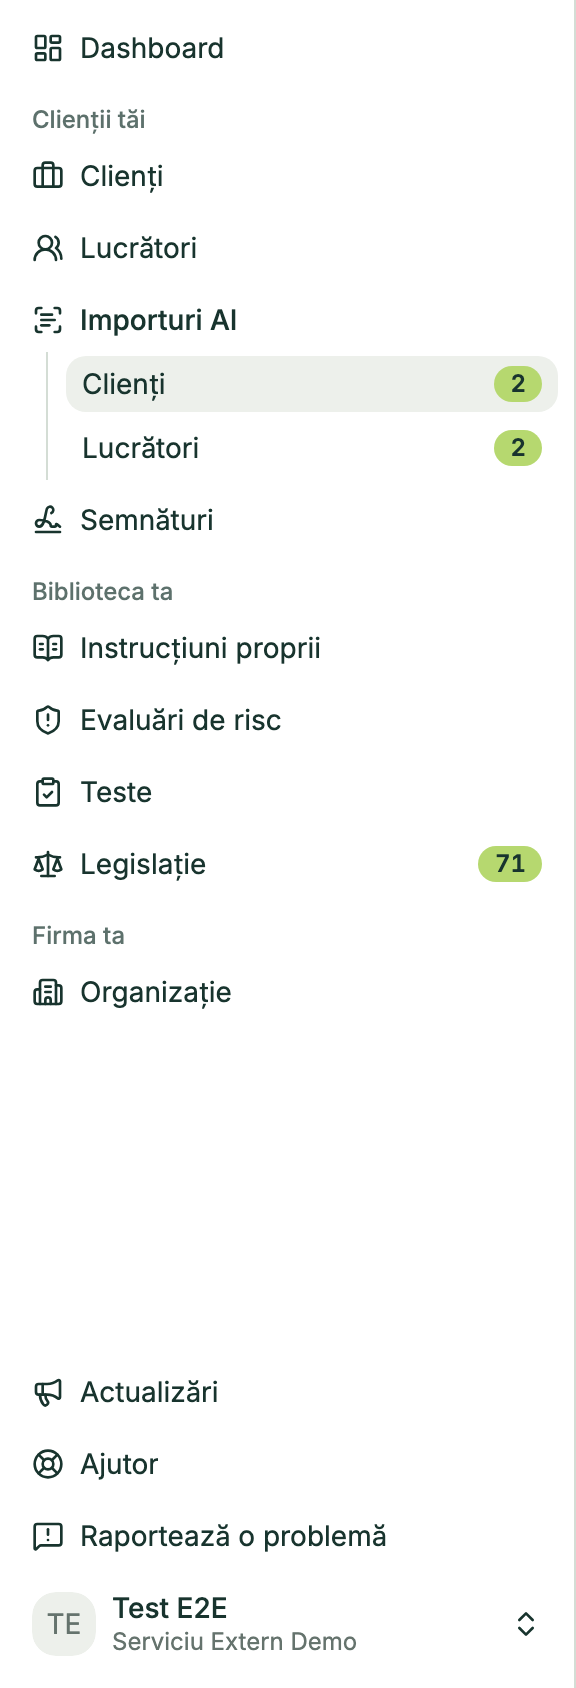 Dashboard
Clienții tăi
Clienți
Lucrători
Importuri AI
Clienți 2
Lucrători 2
Semnături
Biblioteca ta
Instrucțiuni proprii
Evaluări de risc
Teste
Legislație 71
Firma ta
Organizație
Actualizări
Ajutor
Raportează o problemă
TE Test E2E
Serviciu Extern Demo